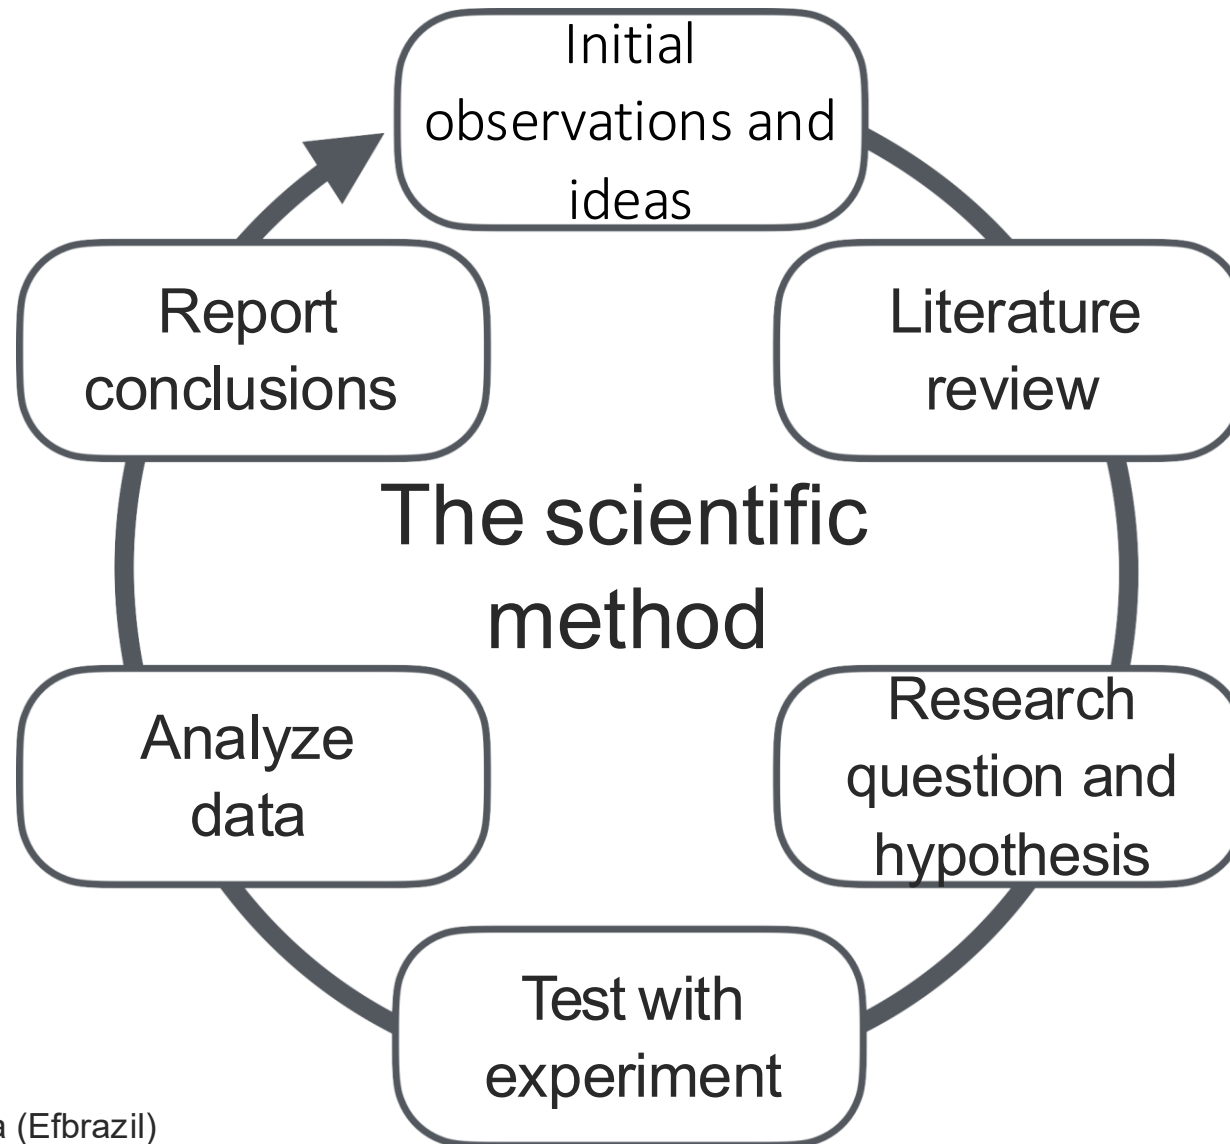 Initial
observations and
ideas
Literature
review
Research
question and
hypothesis
Test with
experiment
Analyze
data
Report
conclusions
The scientific
method
(Efbrazil)